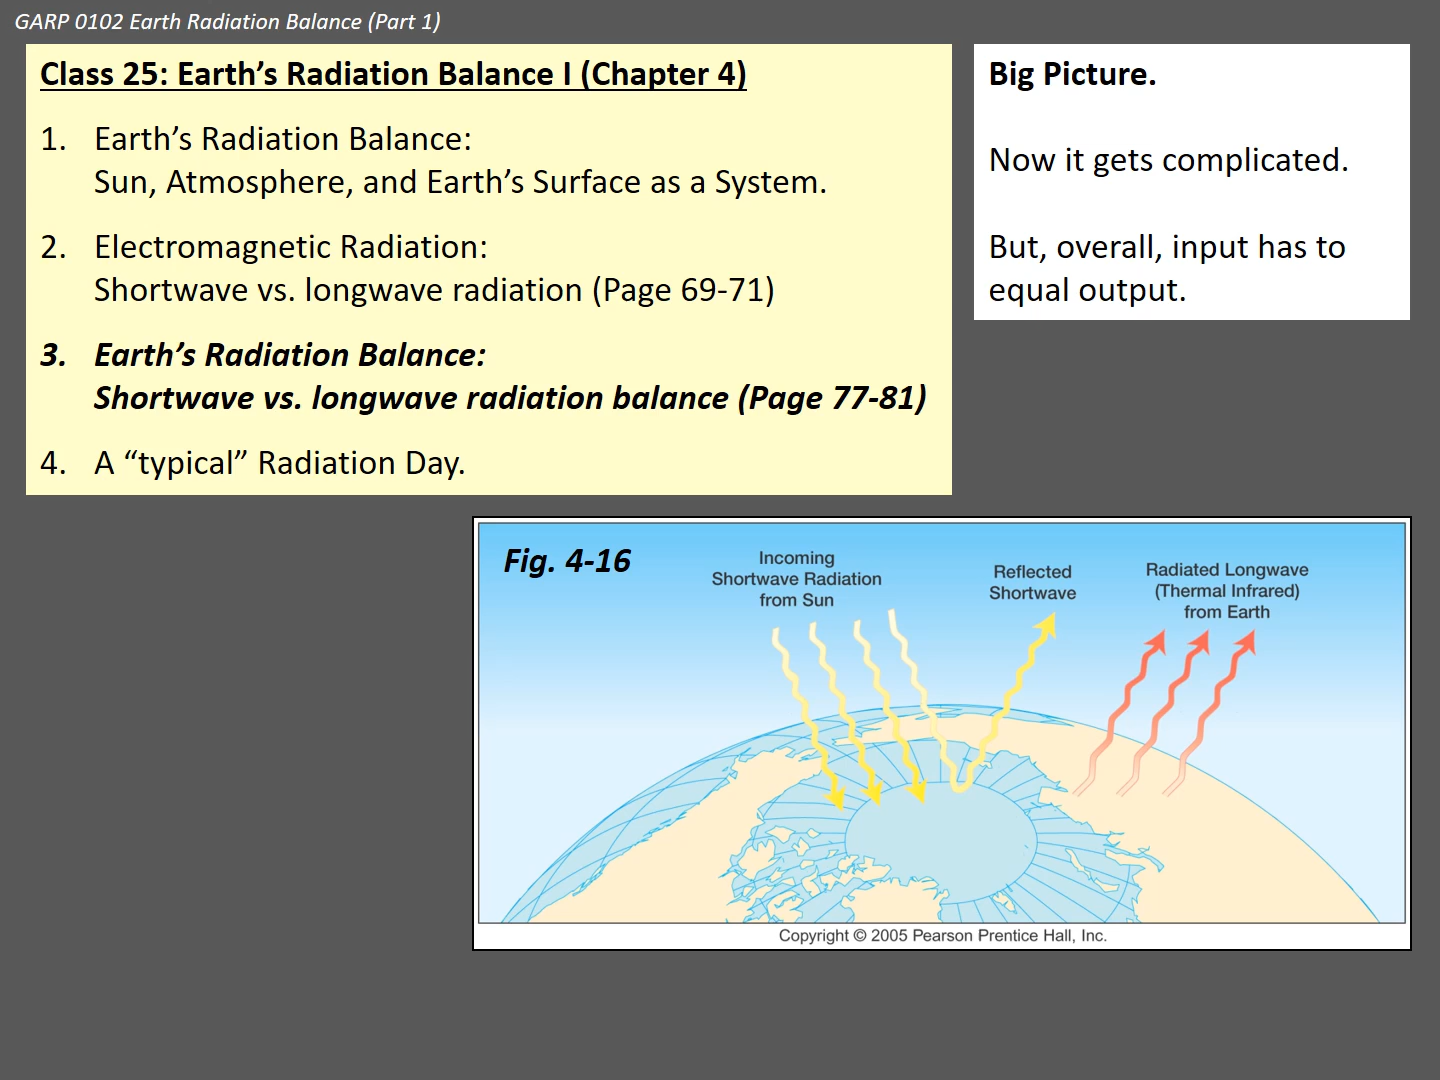 GARP 0102 Earth Radiation Balance (Part 1)
Class 25: Earth’s Radiation Balance I (Chapter 4)
1. Earth’s Radiation Balance:
Sun, Atmosphere, and Earth’s Surface as a System.
2. Electromagnetic Radiation:
Shortwave vs. longwave radiation (Page 69-71)
3. Earth’s Radiation Balance:
Shortwave vs. longwave radiation balance (Page 77-81)
4. A “typical” Radiation Day.
Big Picture.
Now it gets complicated.
But, overall, input has to
equal output.
Fig. 4-16
Incoming
Shortwave Radiation
from Sun
Reflected
Shortwave
Radiated Longwave
(Thermal Infrared)
from Earth
Copyright © 2005 Pearson Prentice Hall, Inc.